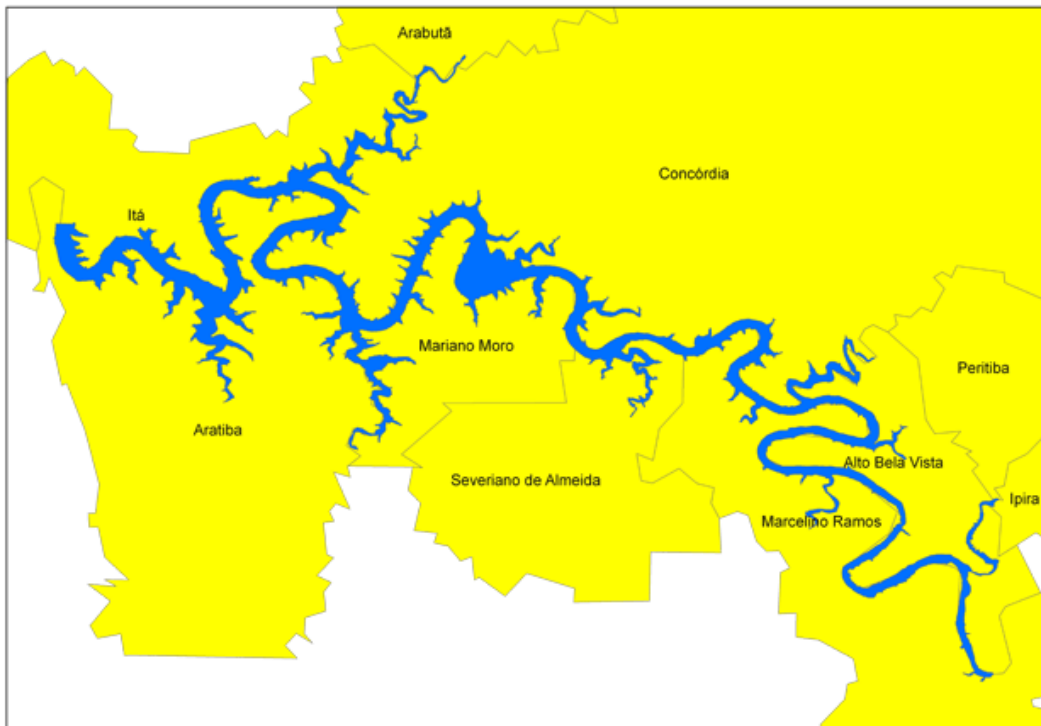 Arabutã
Concórdia
Itá
Mariano Moro
Peritiba
Aratiba
Alto Bela Vista
Severiano de Almeida
Ipira
Marcelino Ramos